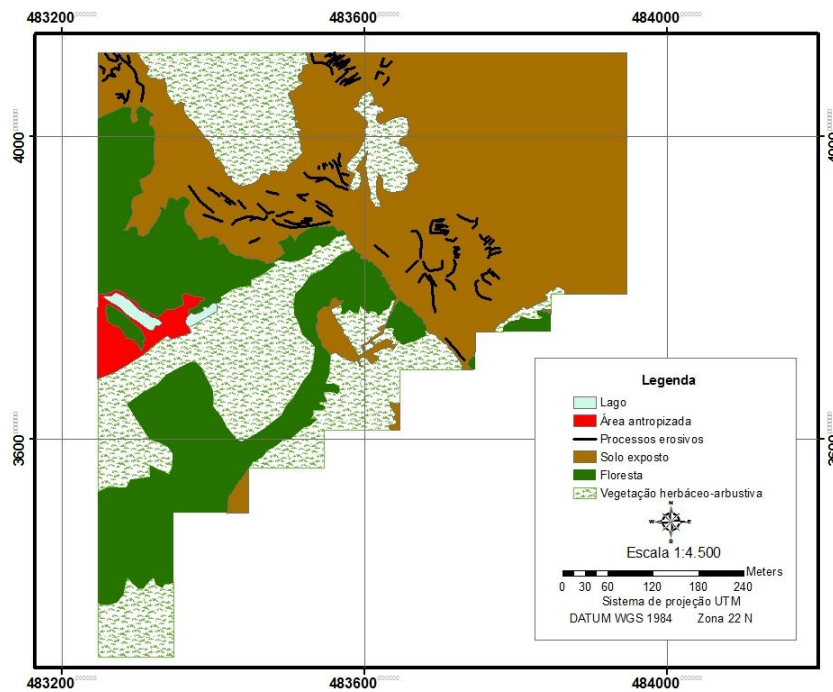 483200 483600 484000
4000 4000
3600 3600
Legenda
Lago
Área antropizada
Processos erosivos
Solo exposto
Floresta
Vegetação herbáceo-arbustiva
N
W E
S
Escala 1:4.500
Meters
0 30 60 120 180 240
Sistema de projeção UTM
DATUM WGS 1984 Zona 22 N
483200 483600 484000